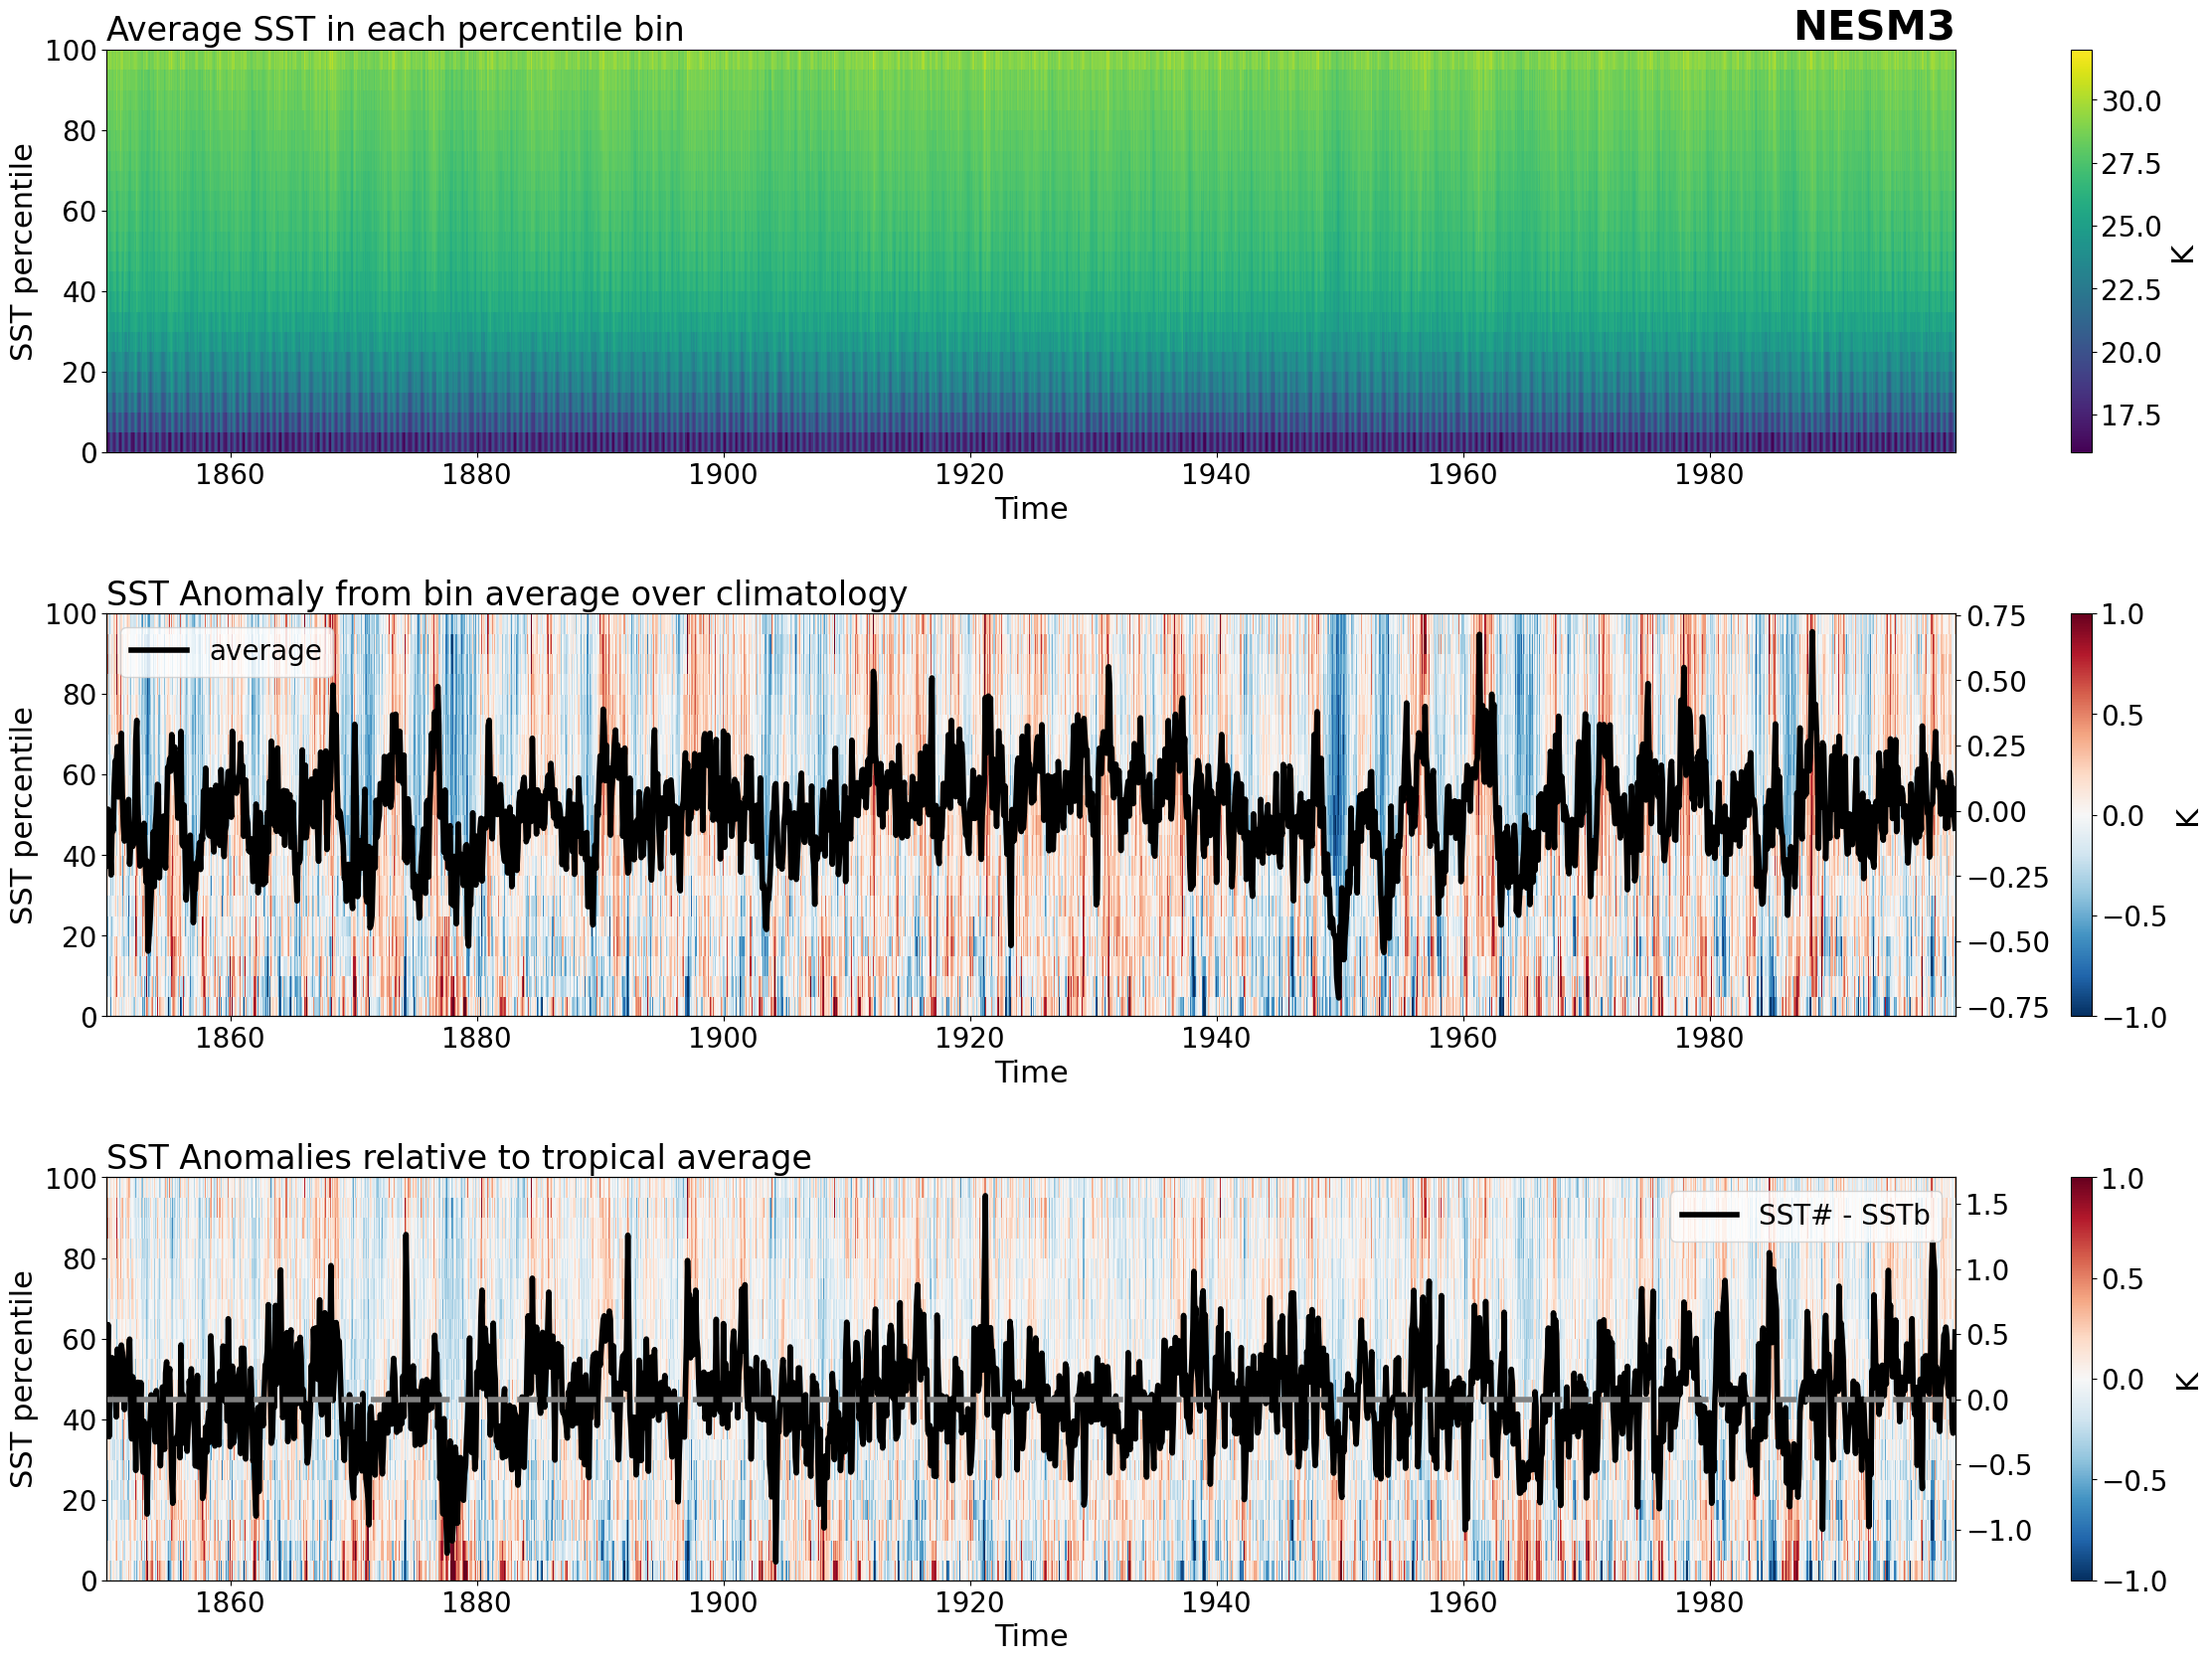 Average SST in each percentile bin
NESM3
100
80
60
40
20
0
SST percentile
1860 1880 1900 1920 1940 1960 1980
Time
30.0
27.5
25.0
22.5
20.0
17.5
K
SST Anomaly from bin average over climatology
average
100
80
60
40
20
0
SST percentile
1860 1880 1900 1920 1940 1960 1980
Time
0.75
0.50
0.25
0.00
−0.25
−0.50
−0.75
1.0
0.5
0.0
−0.5
−1.0
K
SST Anomalies relative to tropical average
SST# - SSTb
100
80
60
40
20
0
SST percentile
1860 1880 1900 1920 1940 1960 1980
Time
1.5
1.0
0.5
0.0
−0.5
−1.0
1.0
0.5
0.0
−0.5
−1.0
K